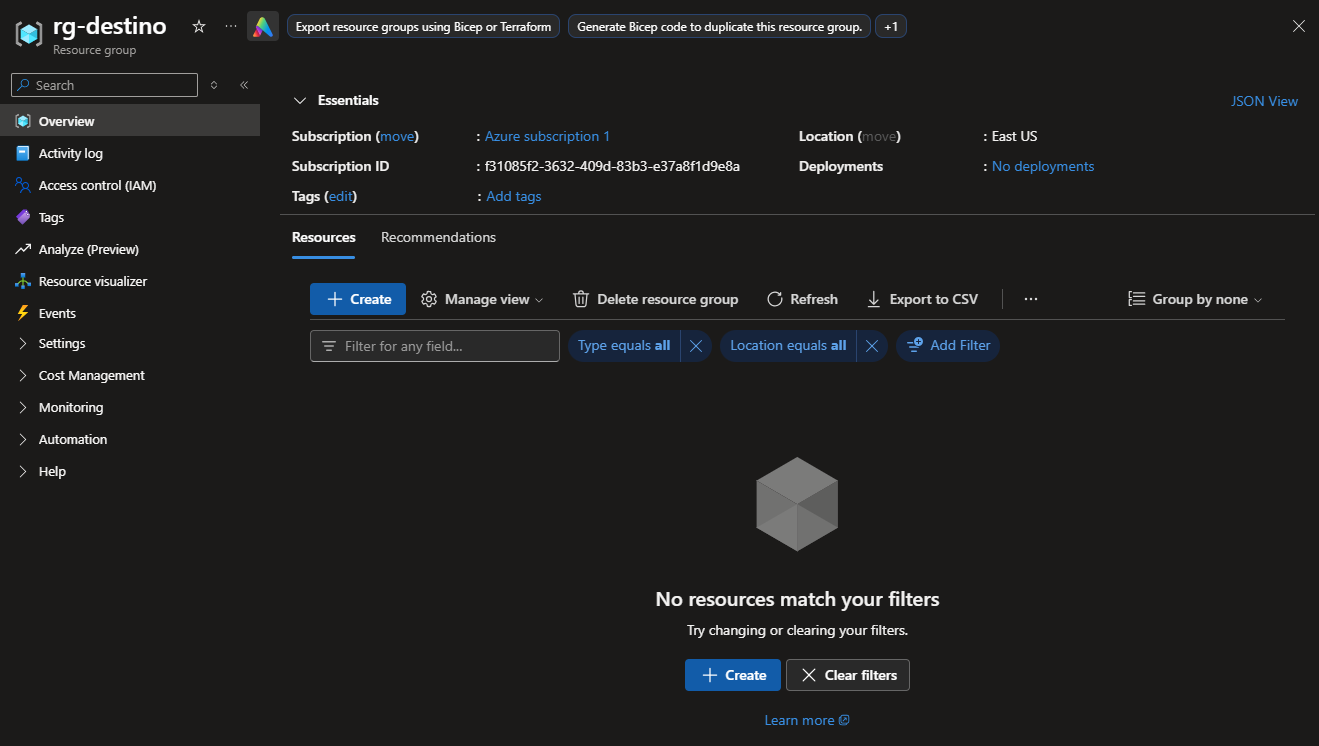 rg-destino
Resource group
Export resource groups using Bicep or Terraform
Generate Bicep code to duplicate this resource group.
+1
Search
Overview
Activity log
Access control (IAM)
Tags
Analyze (Preview)
Resource visualizer
Events
Settings
Cost Management
Monitoring
Automation
Help
Essentials
JSON View
Subscription (move) : Azure subscription 1
Location (move) : East US
Subscription ID : f31085f2-3632-409d-83b3-e37a8f1d9e8a
Deployments : No deployments
Tags (edit) : Add tags
Resources Recommendations
Create Manage view Delete resource group Refresh Export to CSV ... Group by none
Filter for any field... Type equals all Location equals all Add Filter
No resources match your filters
Try changing or clearing your filters.
Create Clear filters
Learn more